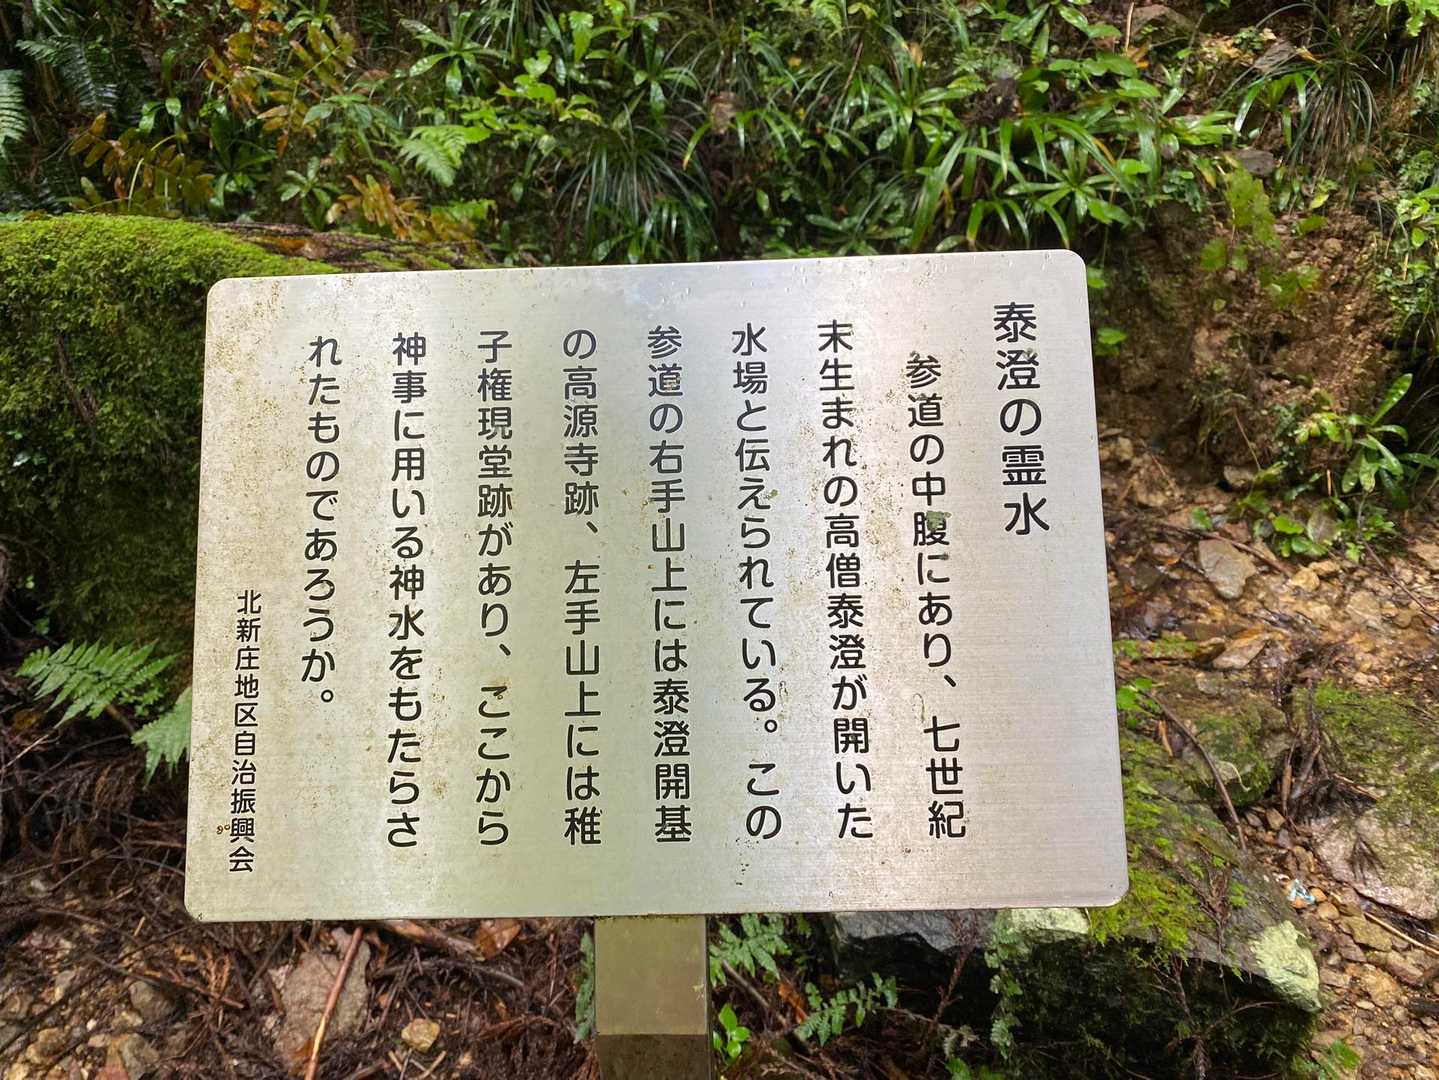 泰澄の霊水
参道の中腹にあり、七世紀
末生まれの高僧泰澄が開いた
水場と伝えられている。この
参道の右手山上には泰澄開基
の高源寺跡、左手山上には稚
子権現堂跡があり、ここから
神事に用いる神水をもたらさ
れたものであろうか。
北新庄地区自治振興会